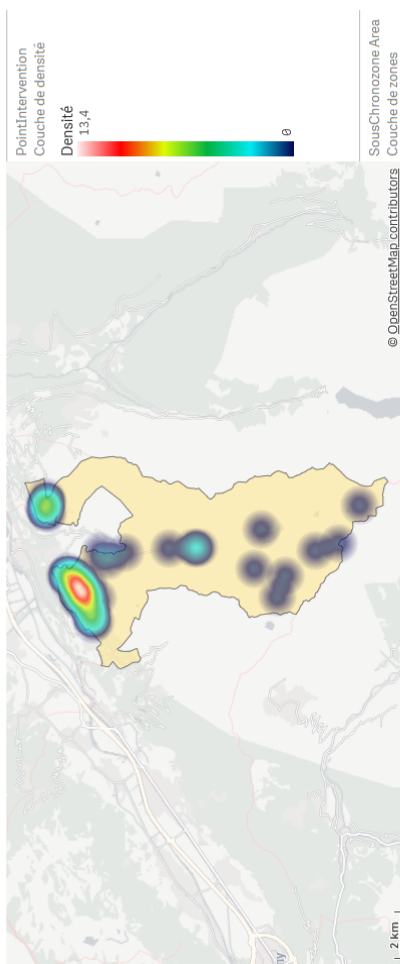 PointIntervention
Couche de densité
Densité
13,4
0
SousChronozone Area
Couche de zones
© OpenStreetMap contributors
2 km